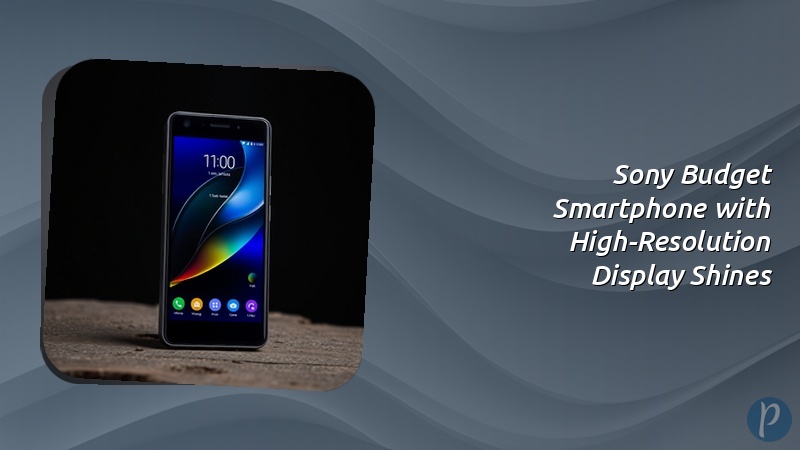 11:00
Sony Budget
Smartphone with
High-Resolution
Display Shines
P